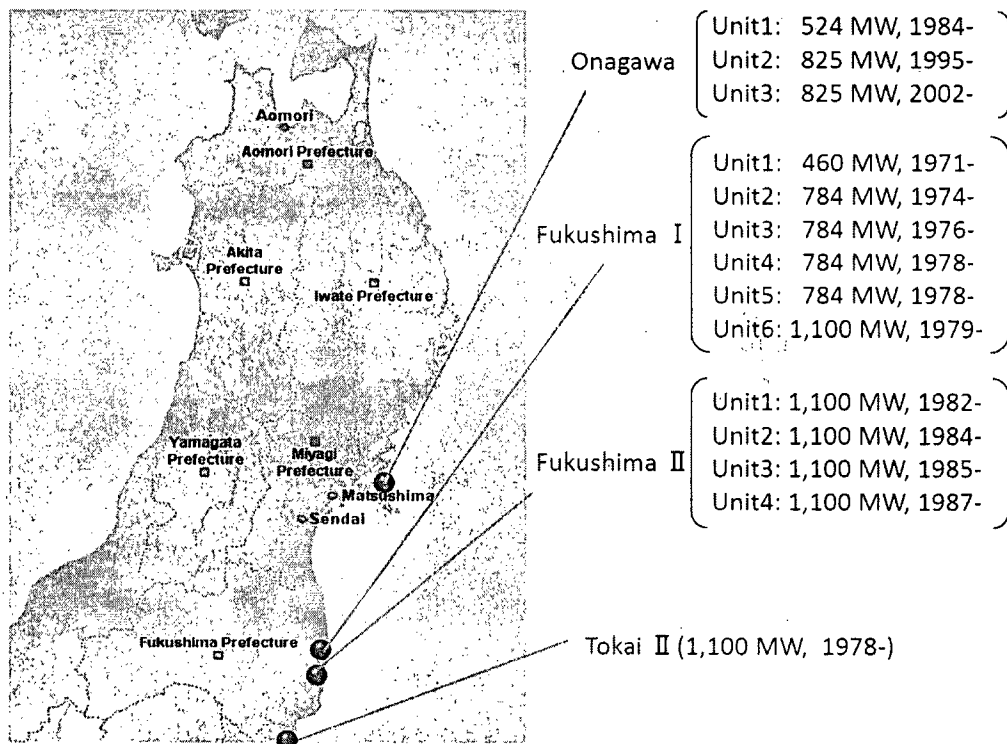 Onagawa
Unit1: 524 MW, 1984-
Unit2: 825 MW, 1995-
Unit3: 825 MW, 2002-
Fukushima Ⅰ
Unit1: 460 MW, 1971-
Unit2: 784 MW, 1974-
Unit3: 784 MW, 1976-
Unit4: 784 MW, 1978-
Unit5: 784 MW, 1978-
Unit6: 1,100 MW, 1979-
Fukushima Ⅱ
Unit1: 1,100 MW, 1982-
Unit2: 1,100 MW, 1984-
Unit3: 1,100 MW, 1985-
Unit4: 1,100 MW, 1987-
Tokai Ⅱ (1,100 MW, 1978-)
Aomori
Aomori Prefecture
Akita
Prefecture
Iwate Prefecture
Yamagata
Prefecture
Miyagi
Prefecture
Matsushima
Sendai
Fukushima Prefecture